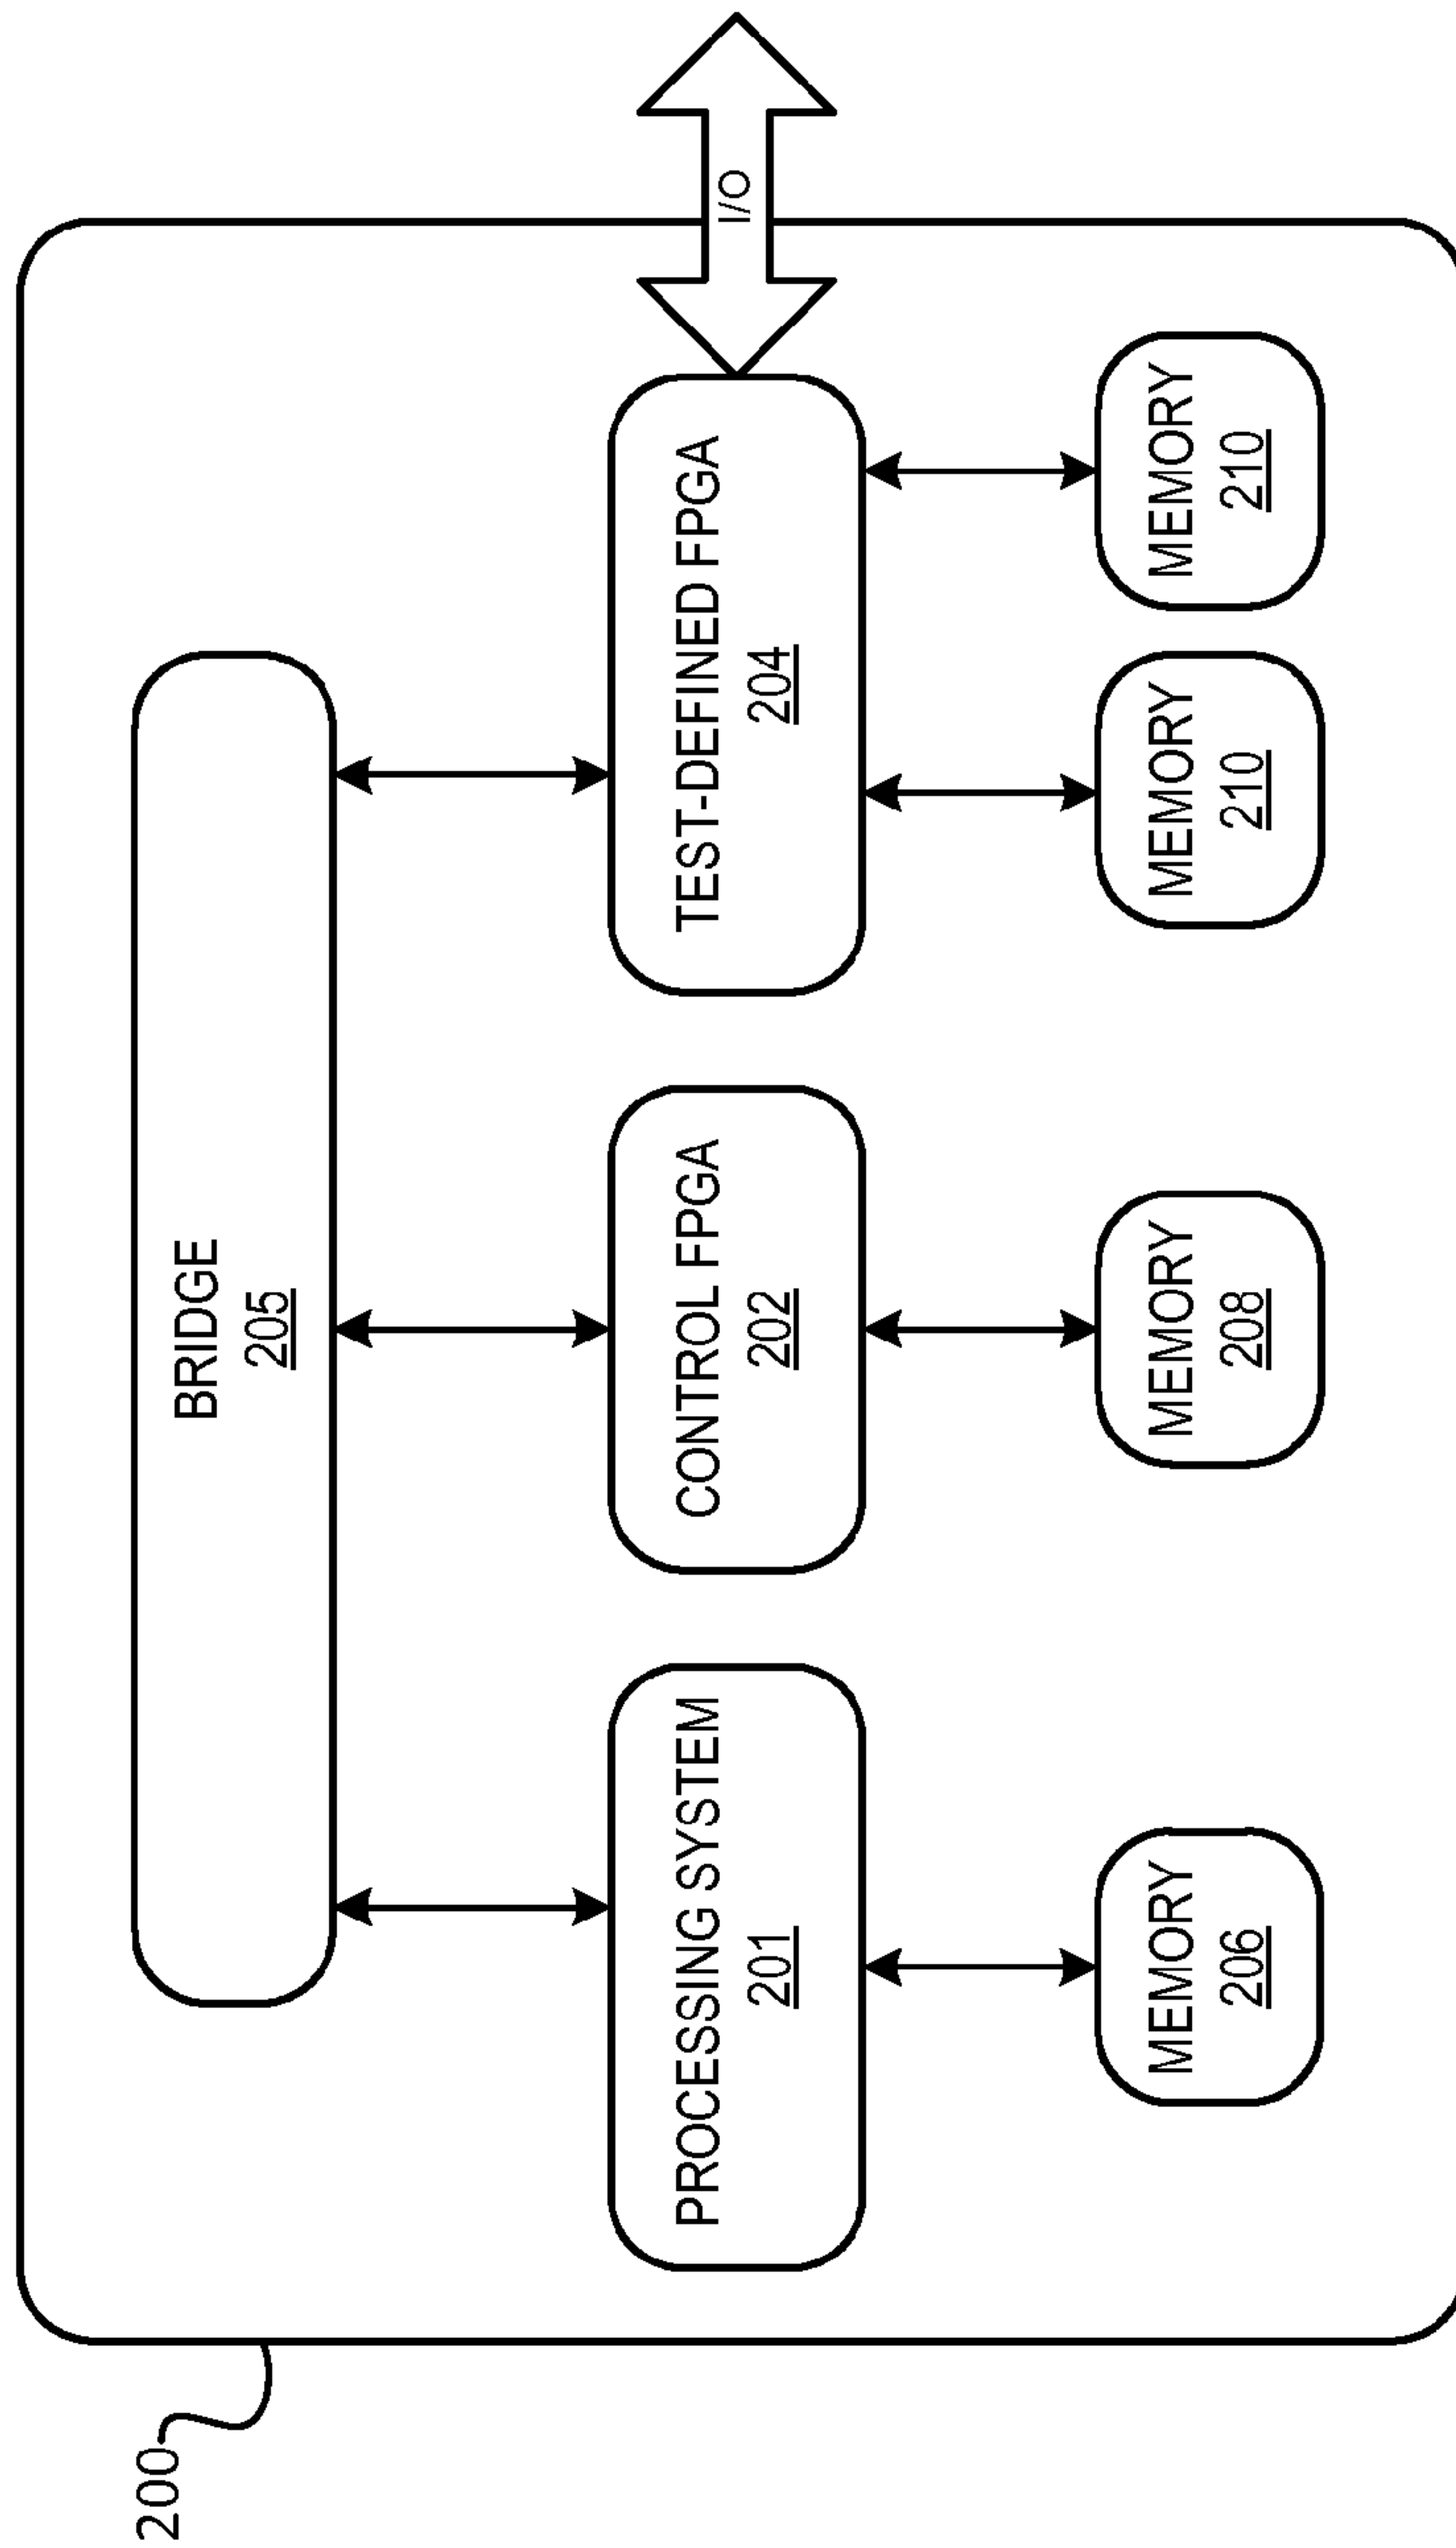 200
BRIDGE
205
PROCESSING SYSTEM
201
CONTROL FPGA
202
TEST-DEFINED FPGA
204
I/O
MEMORY
206
MEMORY
208
MEMORY
210
MEMORY
210